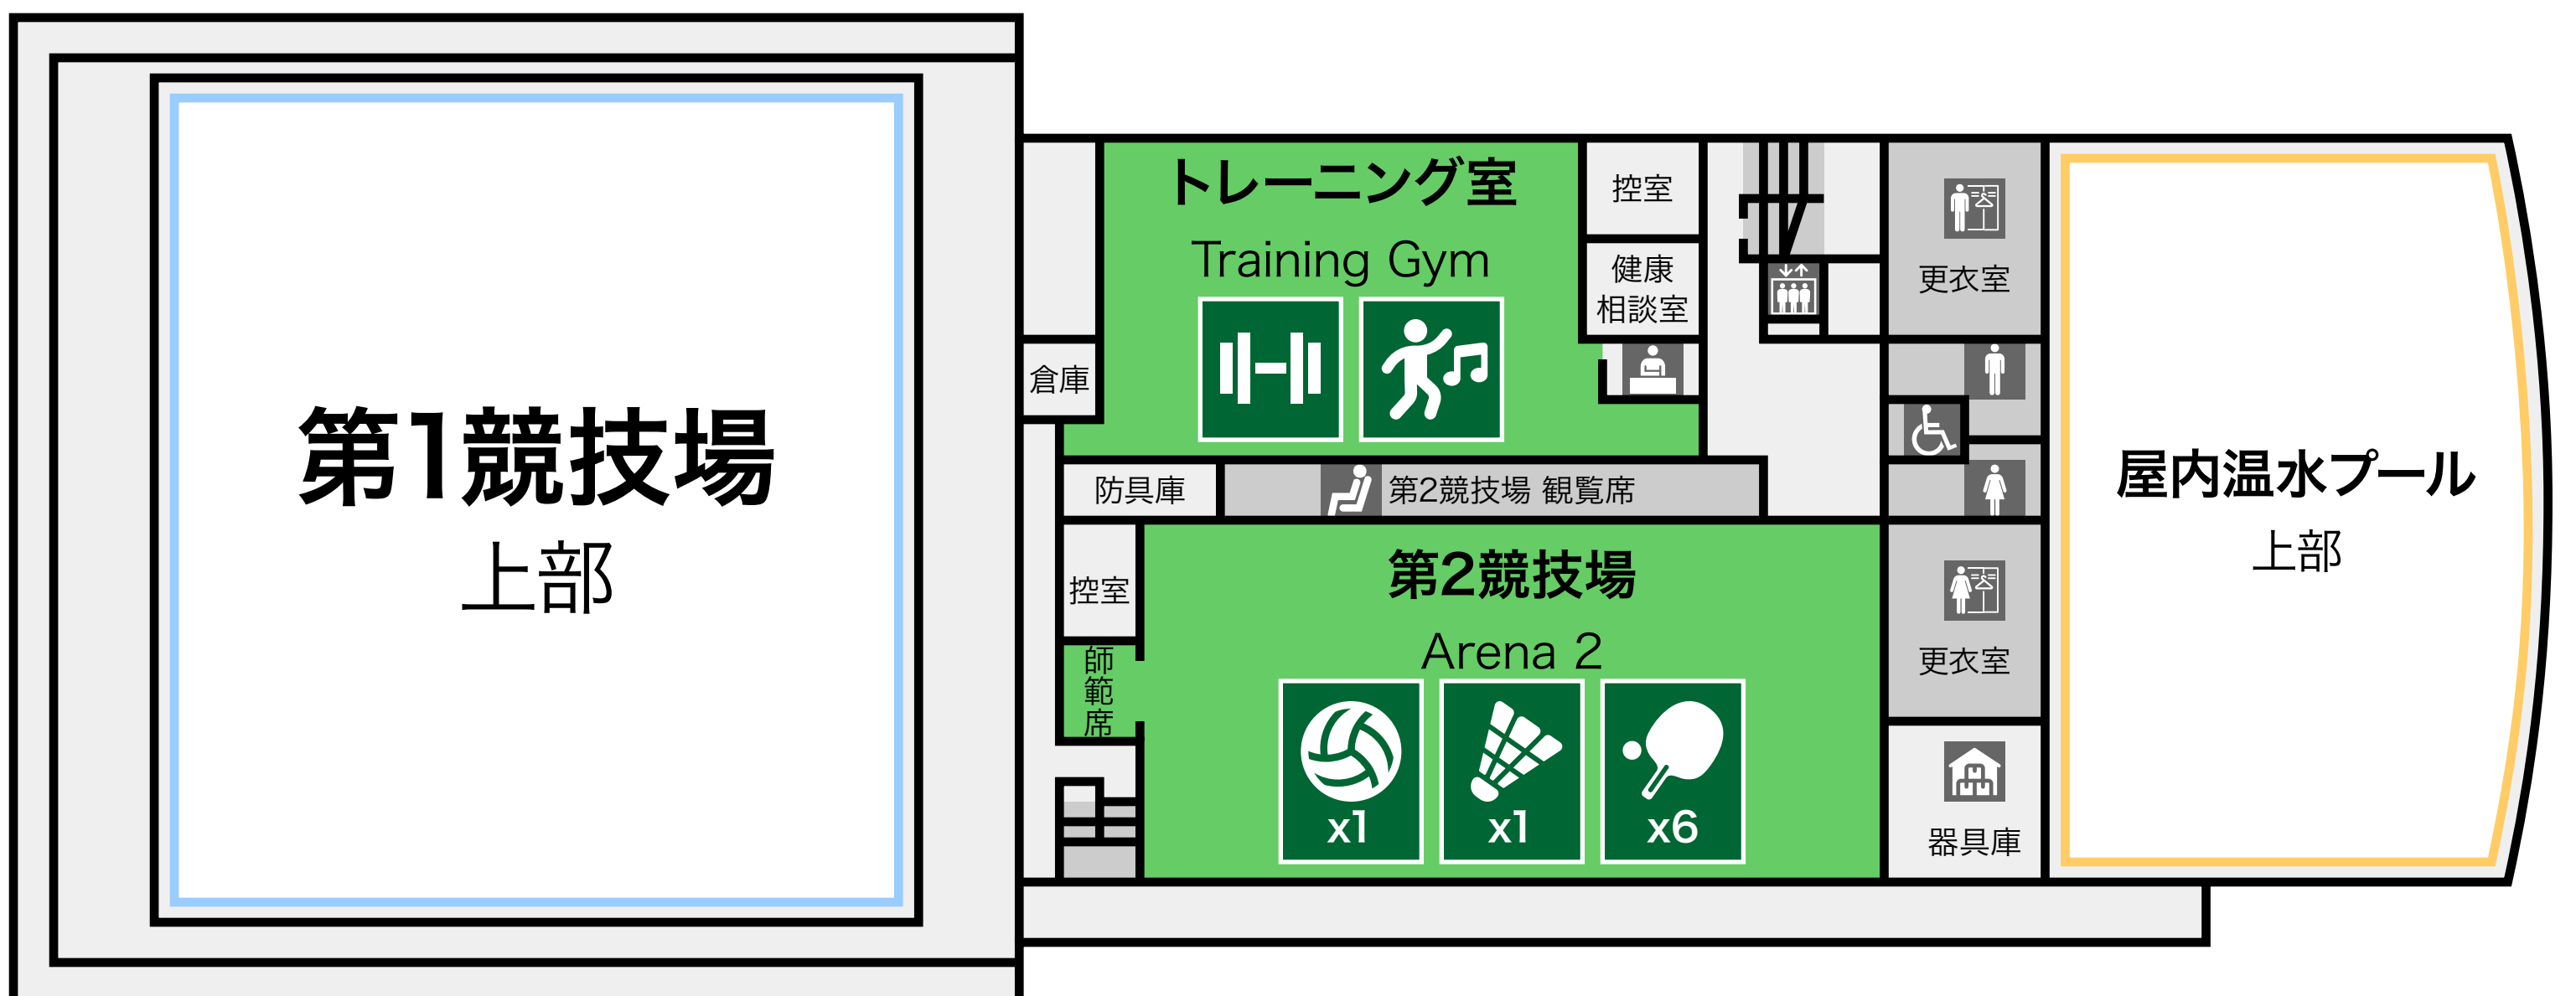 第1競技場
上部
倉庫
トレーニング室
Training Gym
控室
健康
相談室
防具庫
第2競技場 観覧席
控室
師範席
第2競技場
Arena 2
x1
x1
x6
更衣室
更衣室
器具庫
屋内温水プール
上部